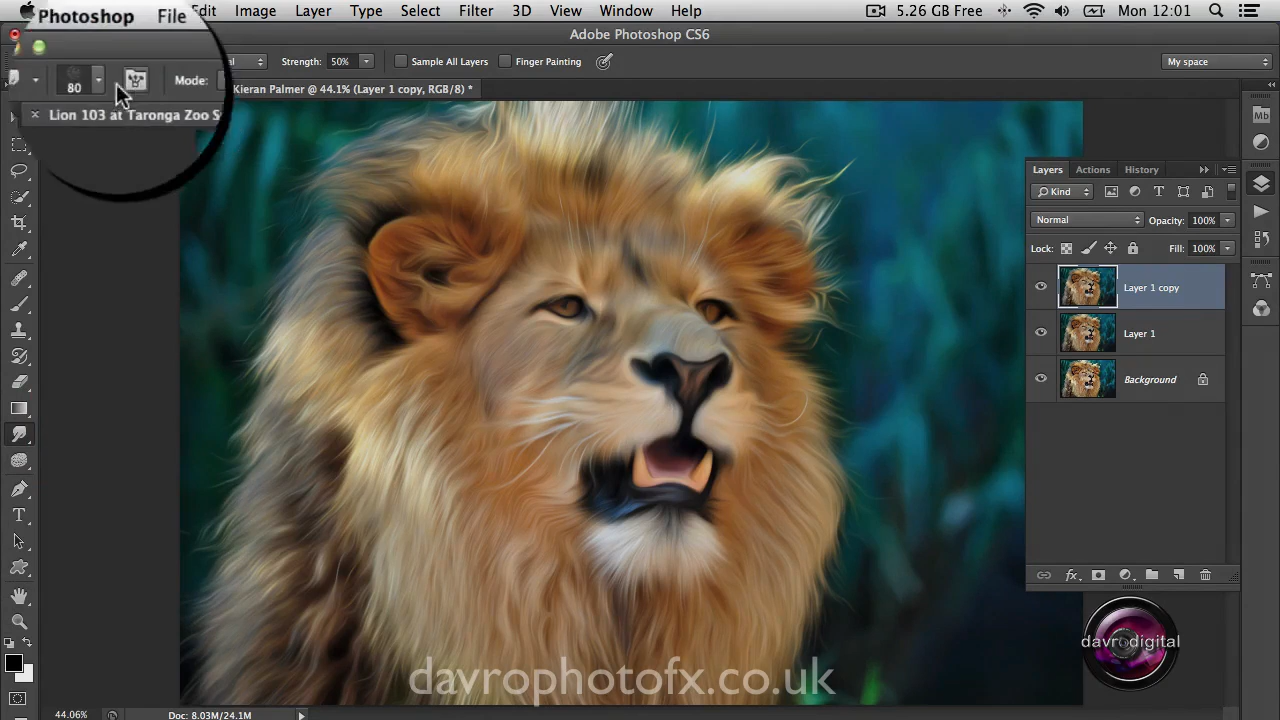 Photoshop File Edit Image Layer Type Select Filter 3D View Window Help 5.26 GB Free Mon 12:01
Adobe Photoshop CS6
80 Mode: al Strength: 50% Sample All Layers Finger Painting My space
Lion 103 at Taronga Zoo S Kieran Palmer @ 44.1% (Layer 1 copy, RGB/8) *
Mb
Layers Actions History
Kind
Normal Opacity: 100%
Lock: Fill: 100%
Layer 1 copy
Layer 1
Background
fx
davrodigital
davrophotofx.co.uk
44.06% Doc: 8.03M/24.1M